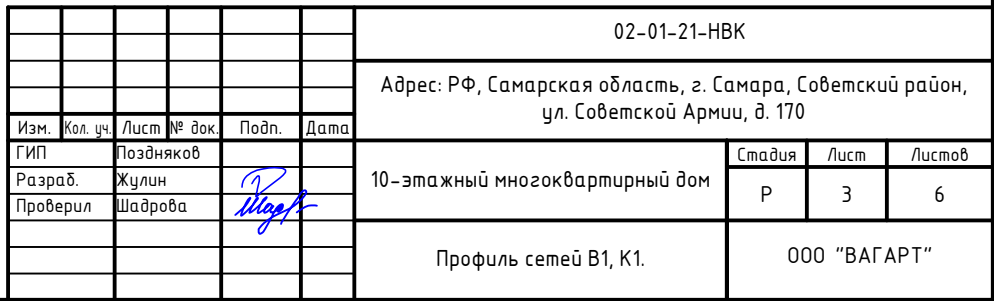 02-01-21-НВК
Адрес: РФ, Самарская область, г. Самара, Советский район,
ул. Советской Армии, д. 170
Изм. Кол. уч. Лист № док. Подп. Дата
ГИП Поздняков
Разраб. Жулин
Проверил Шадрова
10-этажный многоквартирный дом
Стадия Лист Листов
Р 3 6
Профиль сетей В1, К1.
ООО "ВАГАРТ"